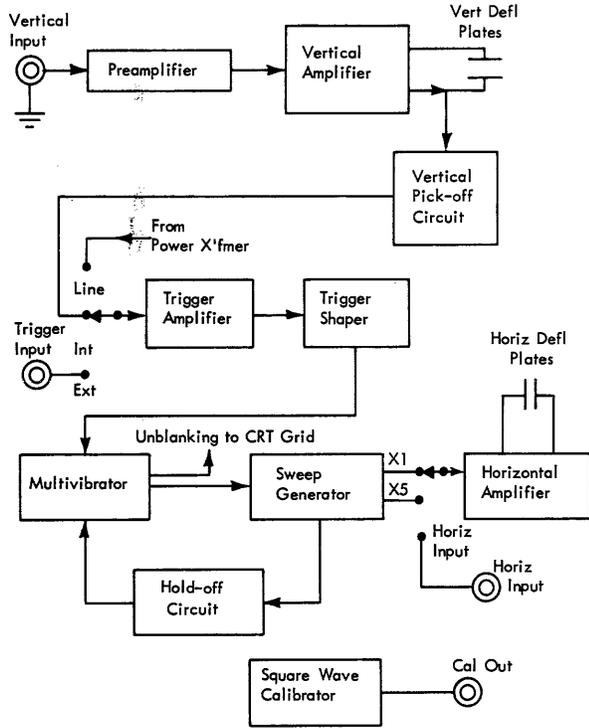 Vertical
Input
Preamplifier
Vertical
Amplifier
Vert Defl
Plates
Vertical
Pick-off
Circuit
From
Power X'fmer
Line
Trigger
Amplifier
Trigger
Shaper
Trigger
Input
Int
Ext
Horiz Defl
Plates
Unblanking to CRT Grid
Multivibrator
Sweep
Generator
X1
X5
Horizontal
Amplifier
Horiz
Input
Horiz
Input
Hold-off
Circuit
Square Wave
Calibrator
Cal Out